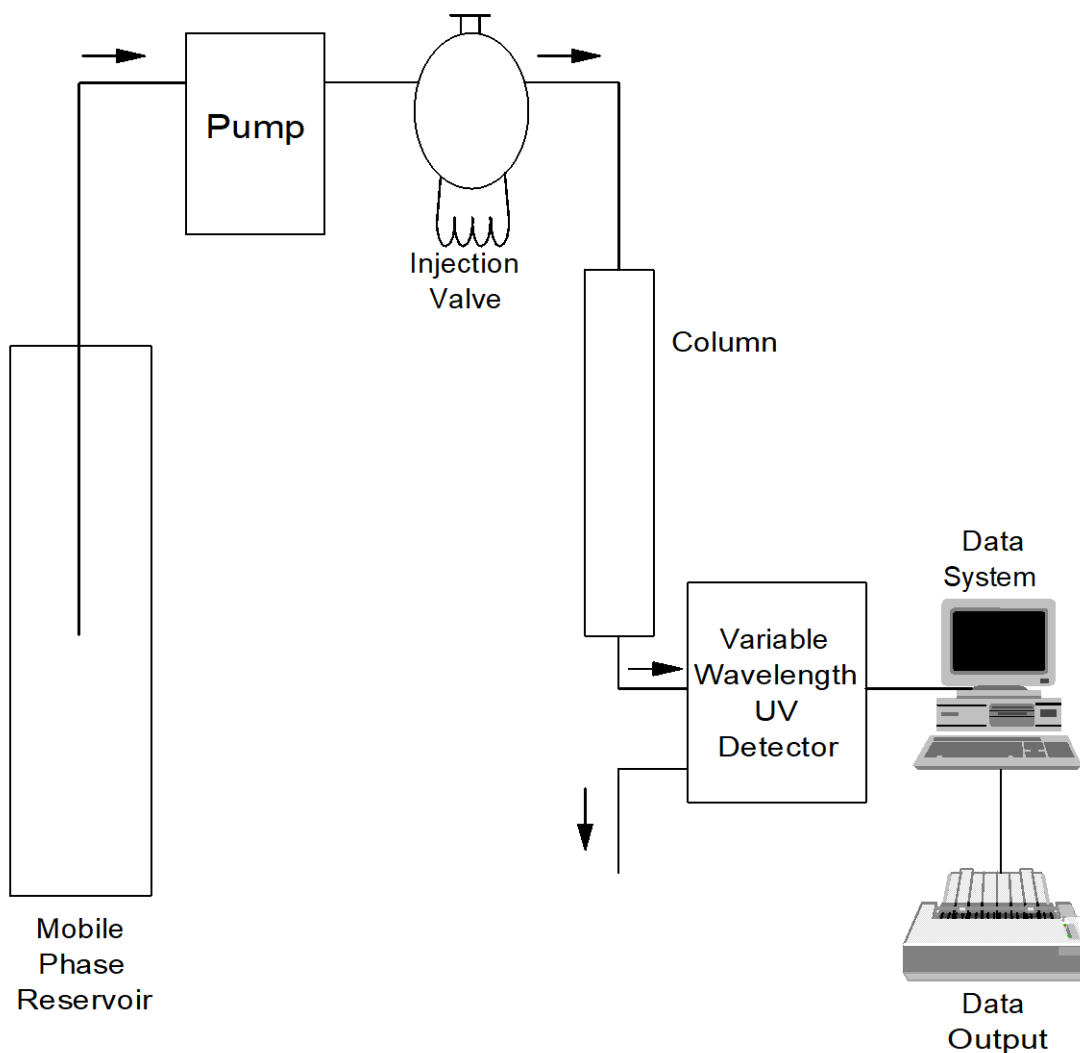 Pump
Injection
Valve
Column
Mobile
Phase
Reservoir
Variable
Wavelength
UV
Detector
Data
System
Data
Output